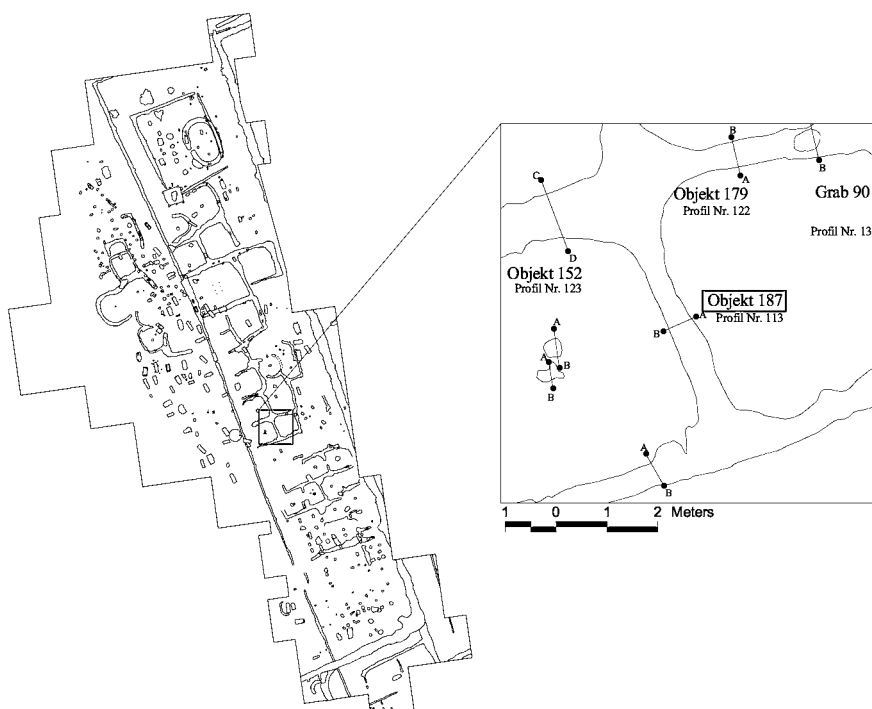 B
A
B
C
Objekt 179
Profil Nr. 122
Grab 90
Profil Nr. 13
D
Objekt 152
Profil Nr. 123
Objekt 187
A
Profil Nr. 113
B
A
A
B
B
A
B
1 0 1 2 Meters